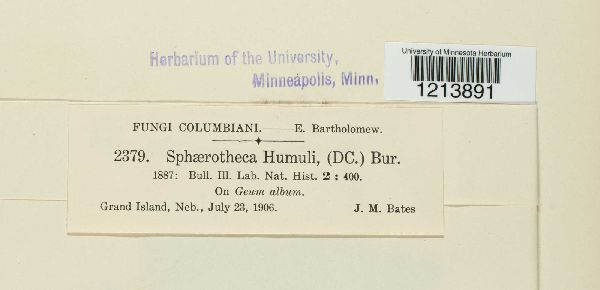 Herbarium of the University,
Minneapolis, Minn.
University of Minnesota Herbarium
1213891
FUNGI COLUMBIANI. E. Bartholomew.
2379. Sphærotheca Humuli, (DC.) Bur.
1887: Bull. Ill. Lab. Nat. Hist. 2 : 400.
On Geum album.
Grand Island, Neb., July 23, 1906. J. M. Bates